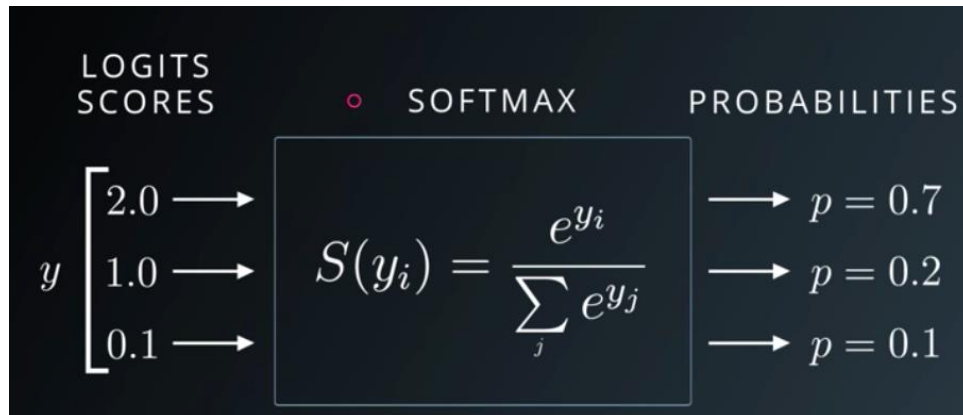 LOGITS
SCORES
SOFTMAX
PROBABILITIES
y
2.0
1.0
0.1
S(y_i) = e^{y_i} / \sum_j e^{y_j}
p = 0.7
p = 0.2
p = 0.1